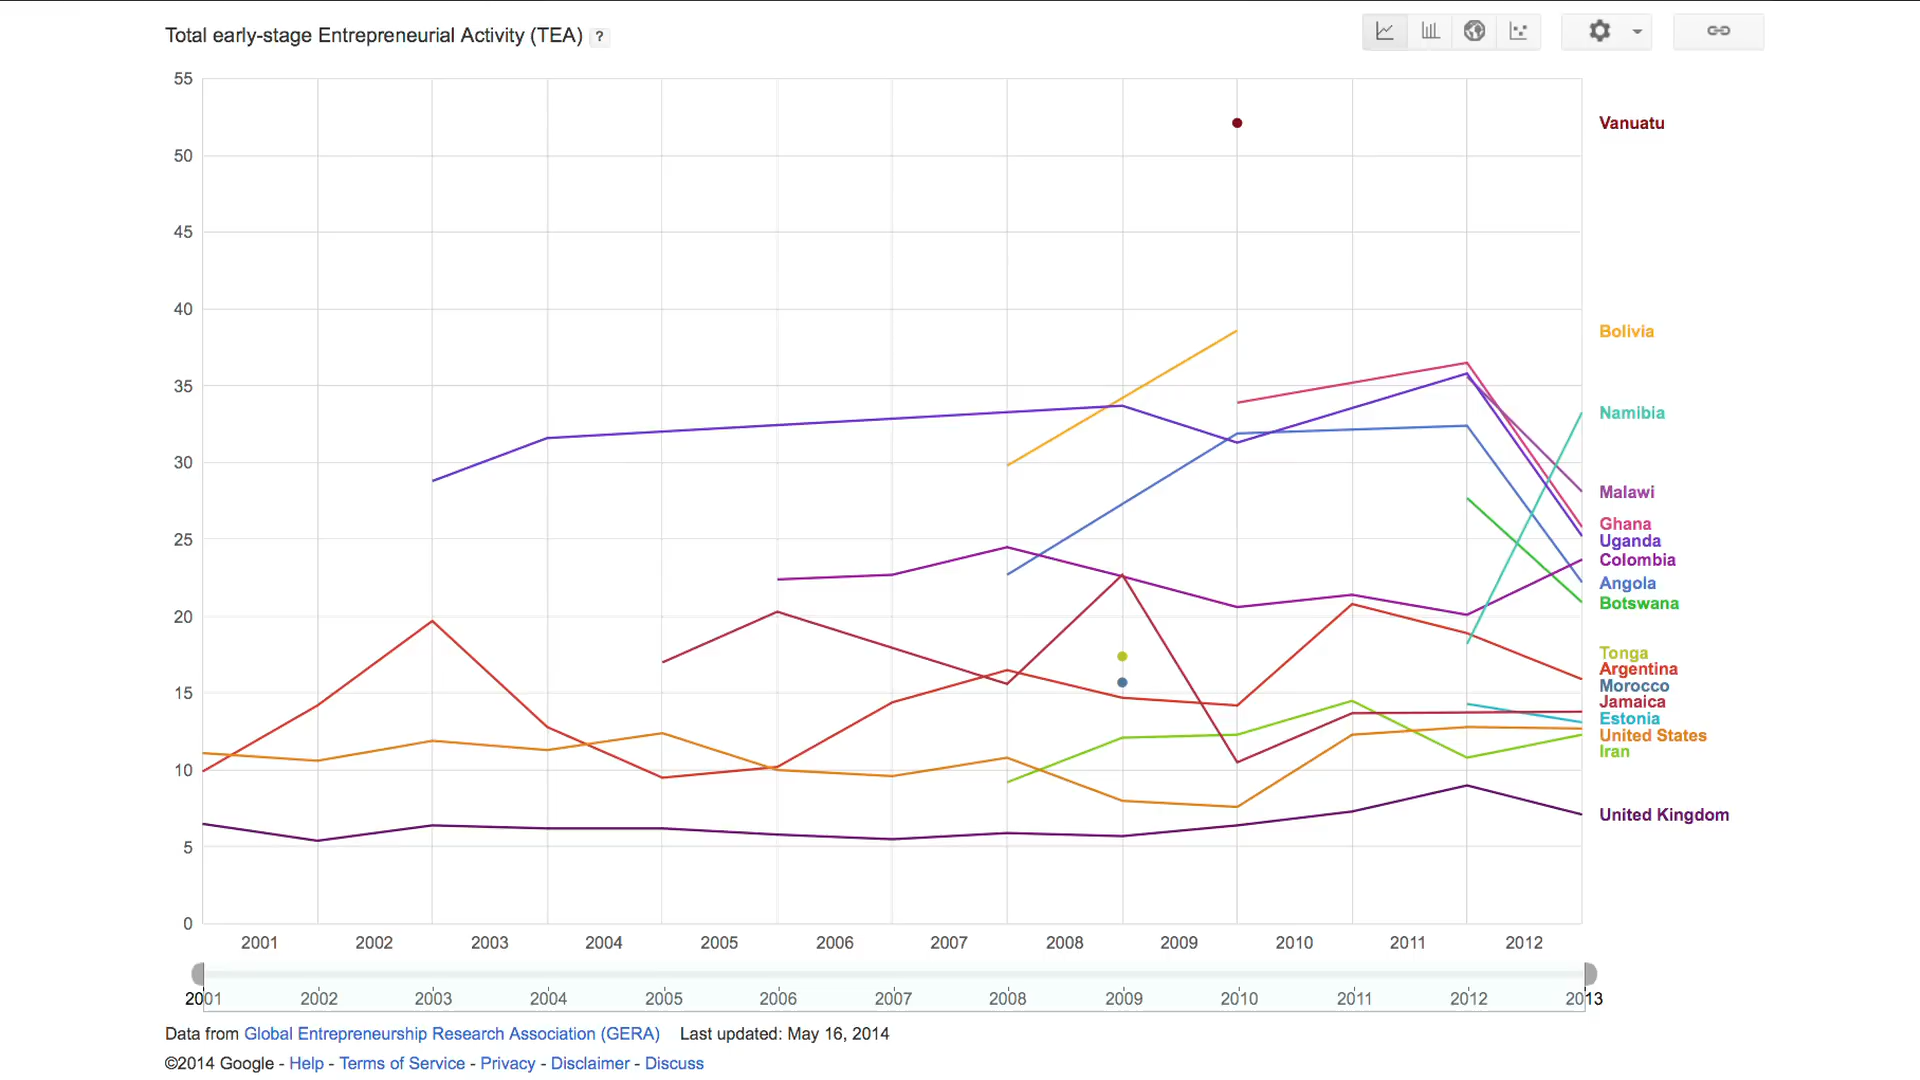 Total early-stage Entrepreneurial Activity (TEA) ?
55
50
45
40
35
30
25
20
15
10
5
0
Vanuatu
Bolivia
Namibia
Malawi
Ghana
Uganda
Colombia
Angola
Botswana
Tonga
Argentina
Morocco
Jamaica
Estonia
United States
Iran
United Kingdom
2001 2002 2003 2004 2005 2006 2007 2008 2009 2010 2011 2012
2001 2002 2003 2004 2005 2006 2007 2008 2009 2010 2011 2012 2013
Data from Global Entrepreneurship Research Association (GERA) Last updated: May 16, 2014
©2014 Google - Help - Terms of Service - Privacy - Disclaimer - Discuss